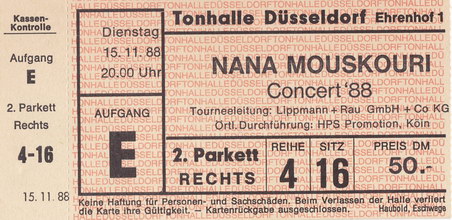 Kassen-
Kontrolle
Aufgang
E
2. Parkett
Rechts
4-16
15. 11. 88
Tonhalle Düsseldorf Ehrenhof 1
Dienstag
15. 11. 88
20.00 Uhr
NANA MOUSKOURI
Concert '88
Tourneeleitung: Lippmann + Rau GmbH + Co KG
Örtl. Durchführung: HPS Promotion, Köln
AUFGANG
E
2. Parkett
RECHTS
REIHE
4
SITZ
16
PREIS DM
50.-
Keine Haftung für Personen- und Sachschäden. Beim Verlassen der Halle verliert
die Karte ihre Gültigkeit. – Kartenrückgabe ausgeschlossen. Haubold, Eschwege